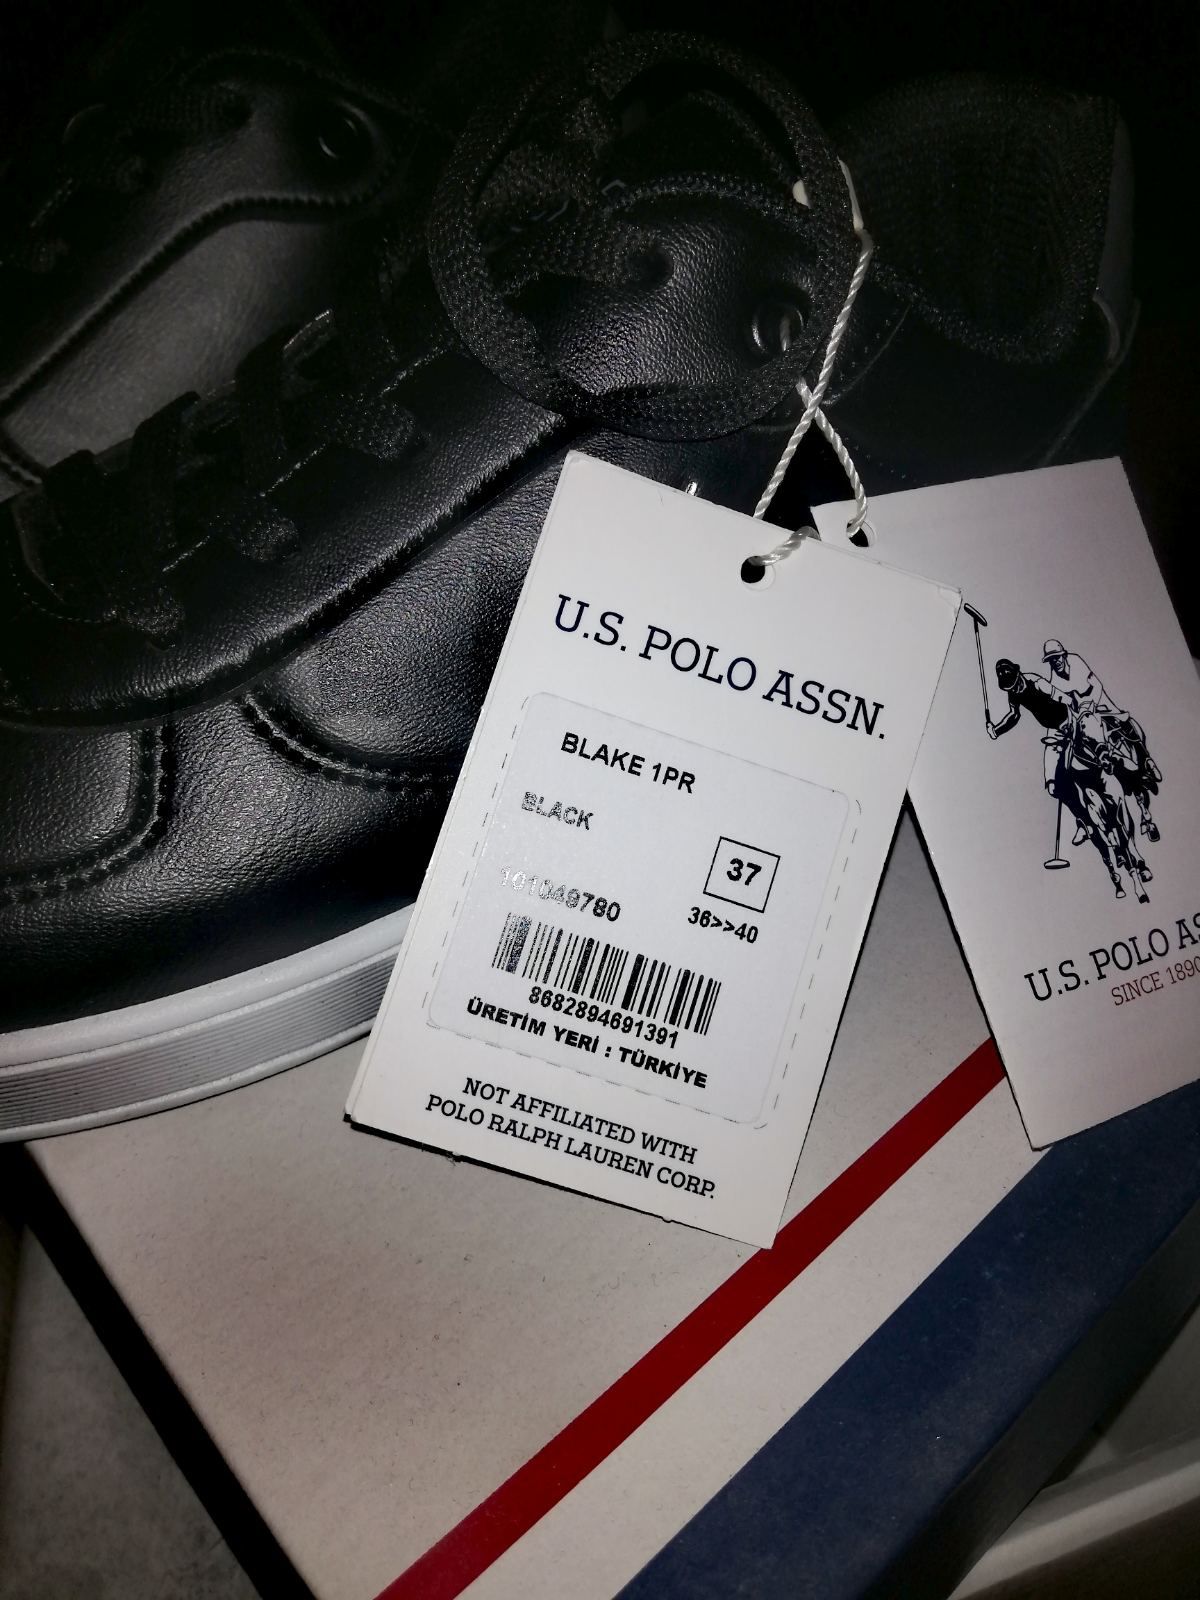 U.S. POLO ASSN.
BLAKE 1PR
BLACK
37
101049780
36>>40
8682894691391
ÜRETİM YERİ : TÜRKİYE
NOT AFFILIATED WITH
POLO RALPH LAUREN CORP.
U.S. POLO AS
SINCE 1890